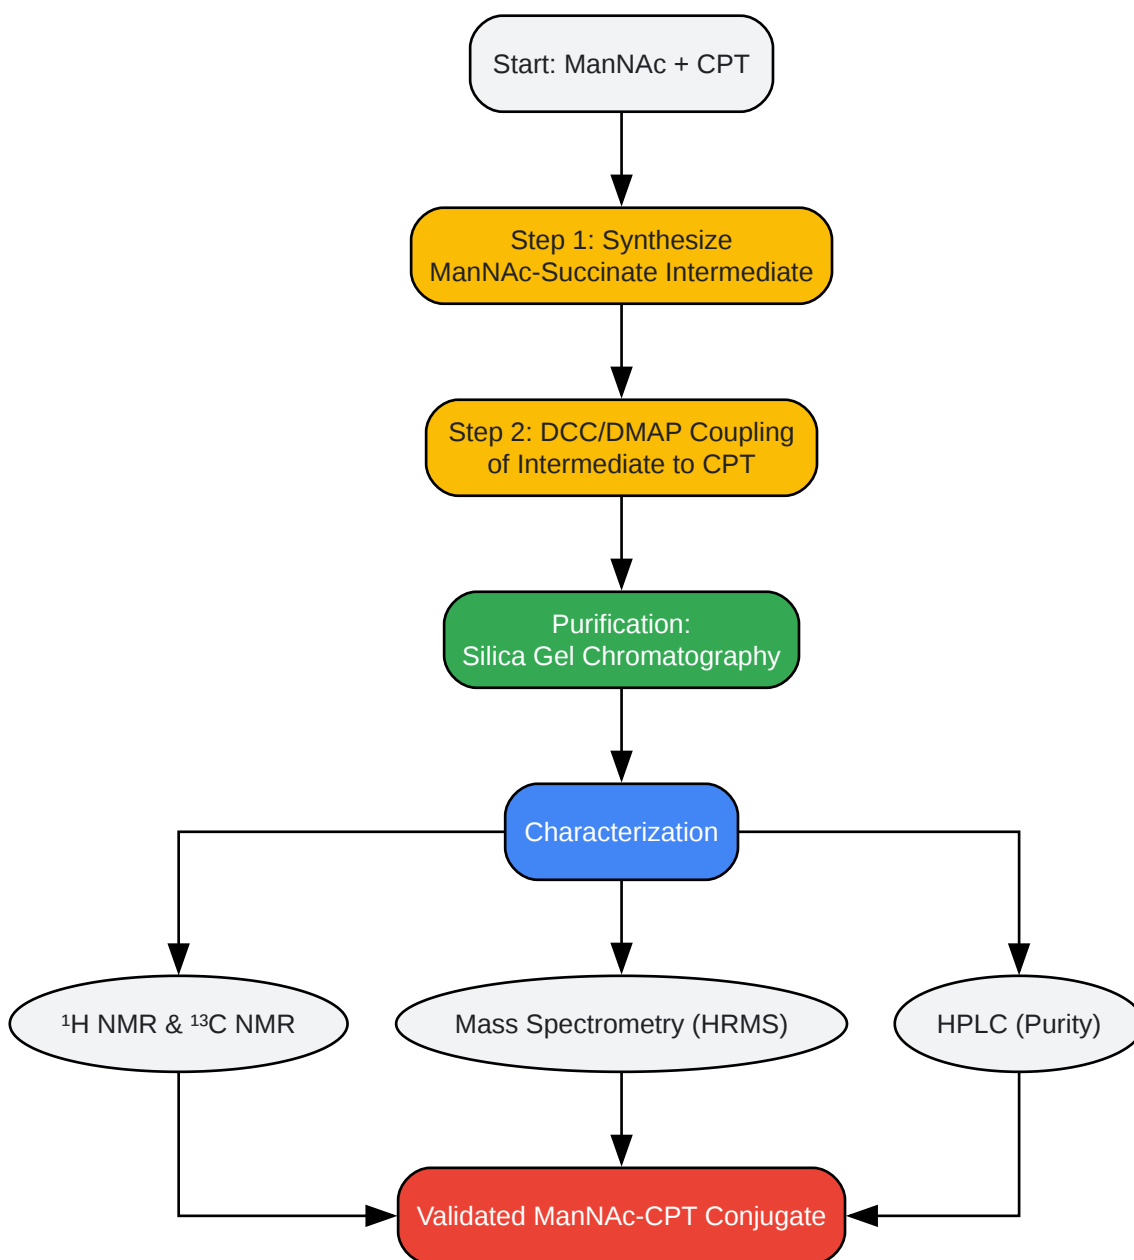 Start: ManNAc + CPT
Step 1: Synthesize
ManNAc-Succinate Intermediate
Step 2: DCC/DMAP Coupling
of Intermediate to CPT
Purification:
Silica Gel Chromatography
Characterization
¹H NMR & ¹³C NMR
Mass Spectrometry (HRMS)
HPLC (Purity)
Validated ManNAc-CPT Conjugate